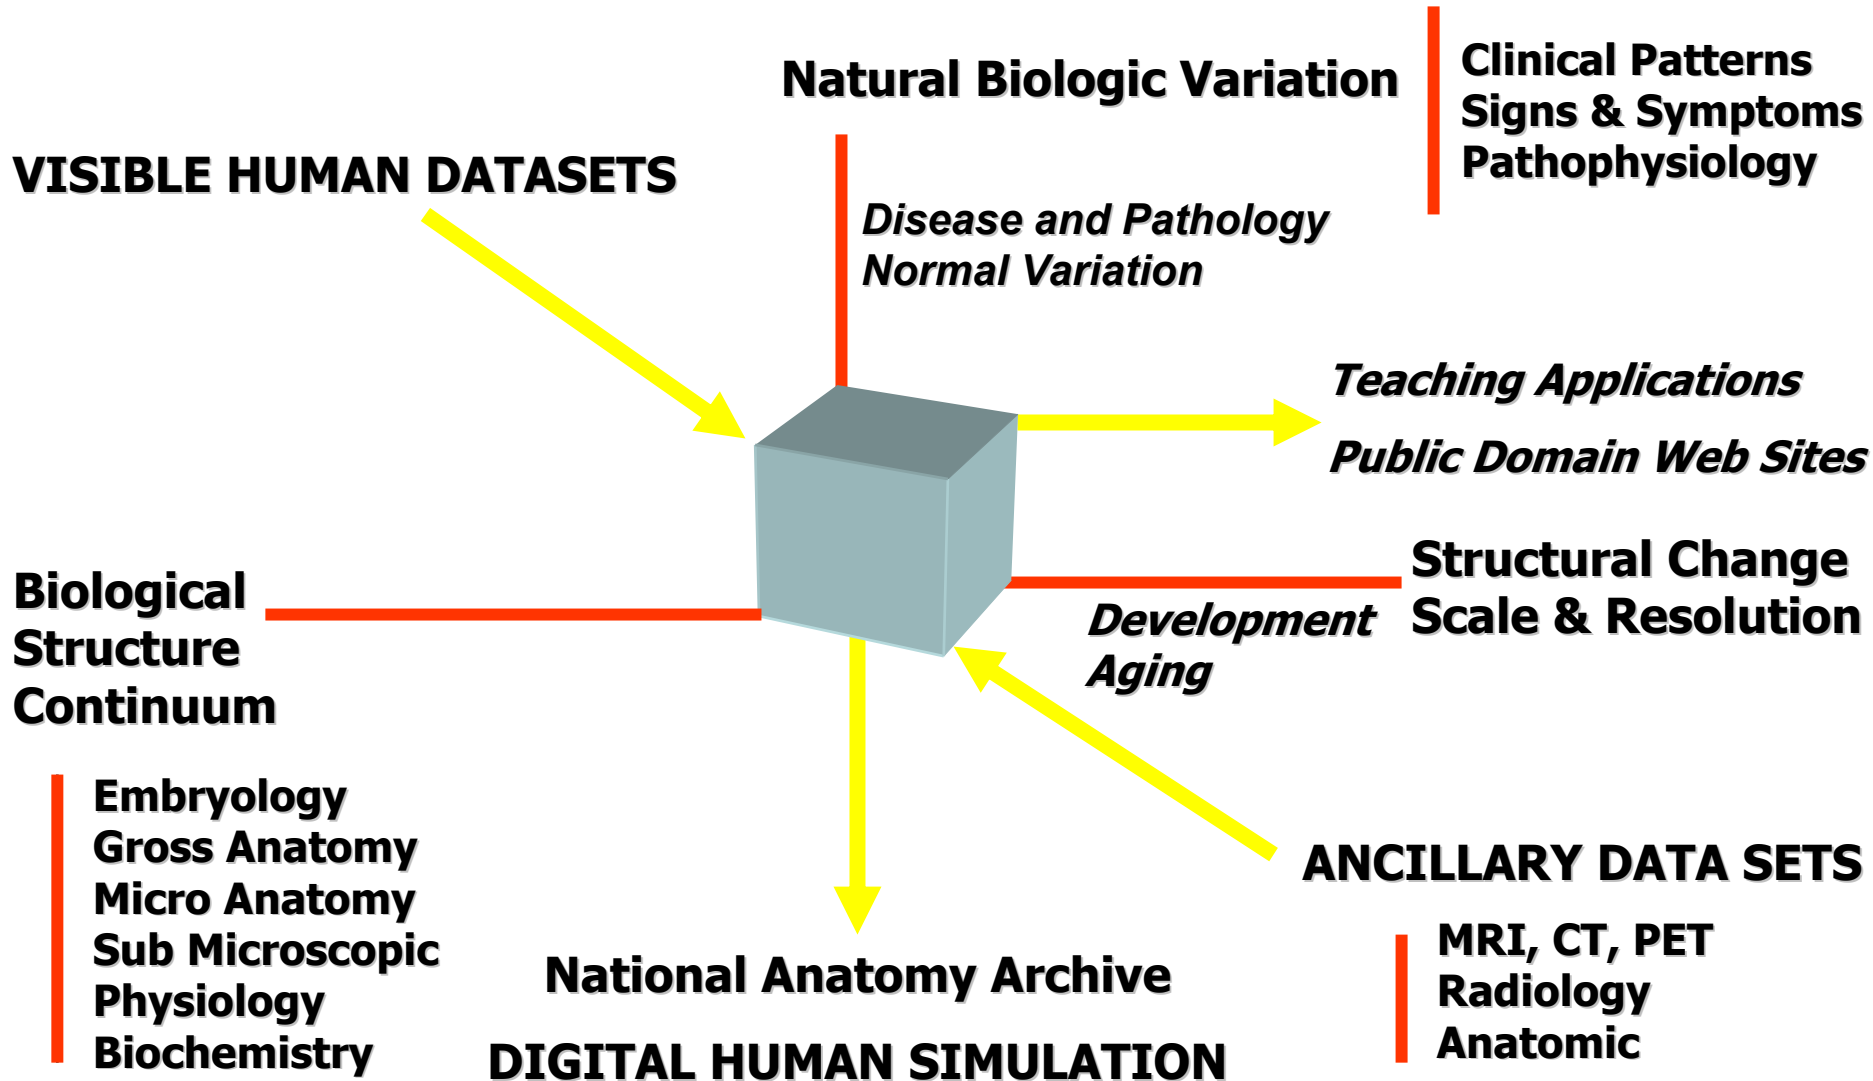 Natural Biologic Variation
Clinical Patterns
Signs & Symptoms
Pathophysiology
VISIBLE HUMAN DATASETS
Disease and Pathology
Normal Variation
Teaching Applications
Public Domain Web Sites
Structural Change
Scale & Resolution
Development
Aging
Biological
Structure
Continuum
Embryology
Gross Anatomy
Micro Anatomy
Sub Microscopic
Physiology
Biochemistry
National Anatomy Archive
DIGITAL HUMAN SIMULATION
ANCILLARY DATA SETS
MRI, CT, PET
Radiology
Anatomic